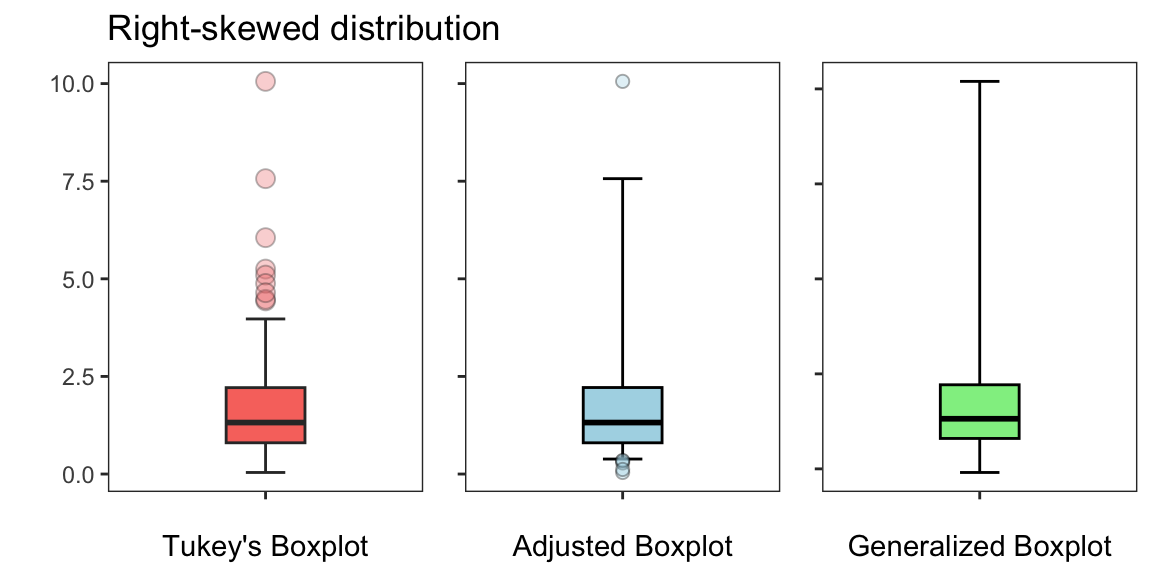 Right-skewed distribution
10.0
7.5
5.0
2.5
0.0
Tukey's Boxplot
Adjusted Boxplot
Generalized Boxplot